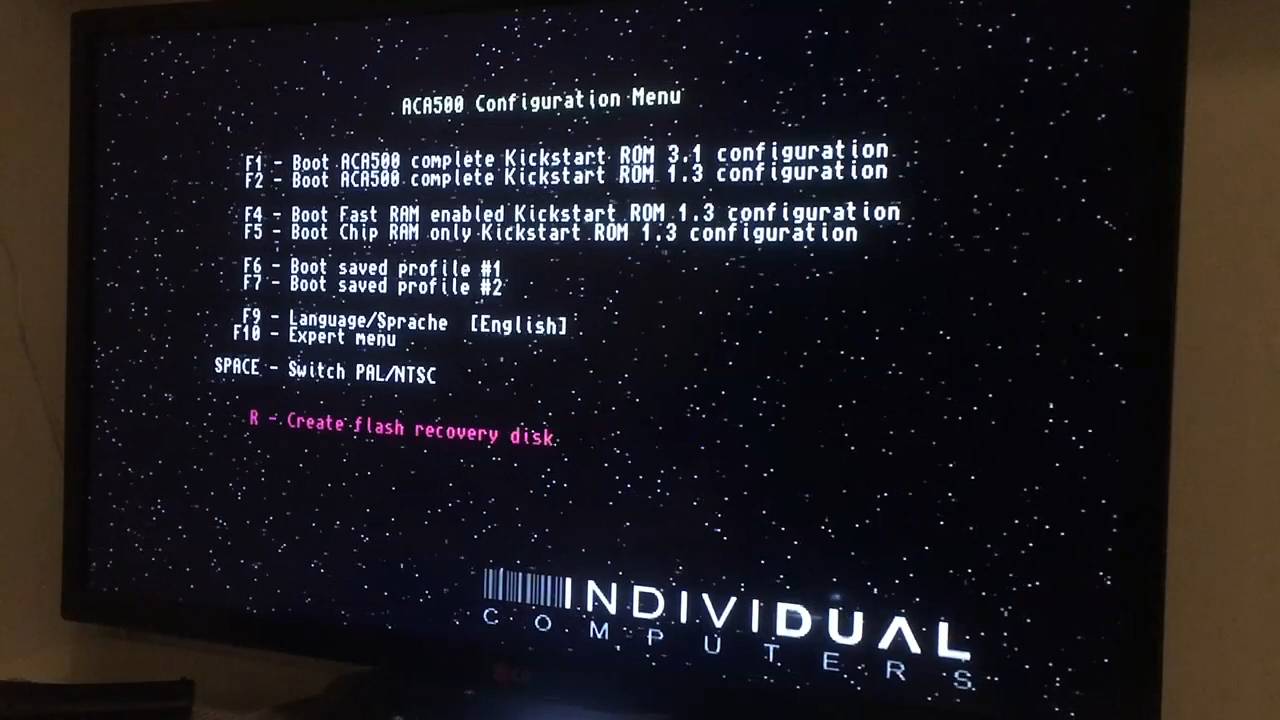 ACA500 Configuration Menu
F1 - Boot ACA500 complete Kickstart ROM 3.1 configuration
F2 - Boot ACA500 complete Kickstart ROM 1.3 configuration
F4 - Boot Fast RAM enabled Kickstart ROM 1.3 configuration
F5 - Boot Chip RAM only Kickstart ROM 1.3 configuration
F6 - Boot saved profile #1
F7 - Boot saved profile #2
F9 - Language/Sprache [English]
F10 - Expert menu
SPACE - Switch PAL/NTSC
R - Create flash recovery disk
INDIVIDUAL
COMPUTERS
LG